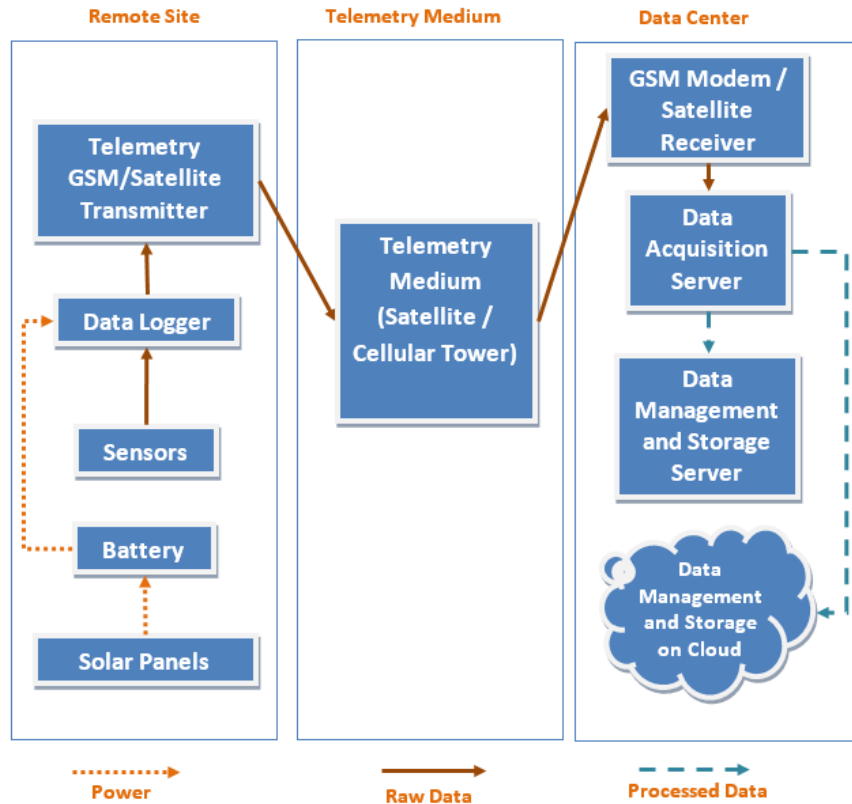 Remote Site
Telemetry
GSM/Satellite
Transmitter
Data Logger
Sensors
Battery
Solar Panels
Telemetry Medium
Telemetry
Medium
(Satellite /
Cellular Tower)
Data Center
GSM Modem /
Satellite
Receiver
Data
Acquisition
Server
Data
Management
and Storage
Server
Data
Management
and Storage
on Cloud
Power
Raw Data
Processed Data